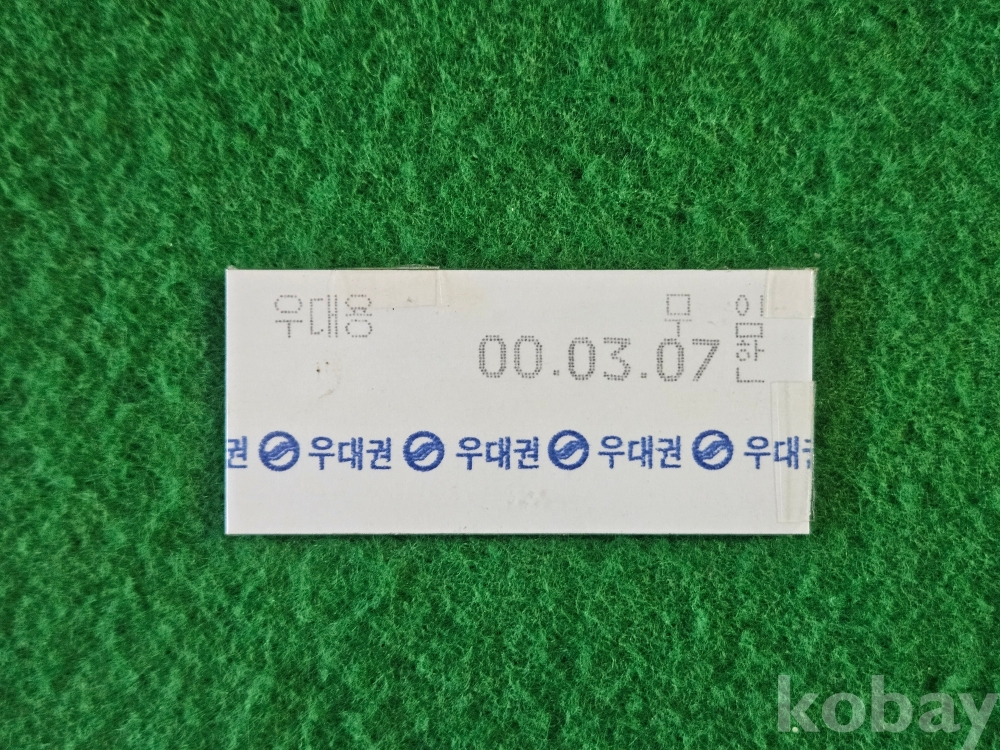 우대용 무 임
00.03.07 한
권 우대권 우대권 우대권 우대
kobay